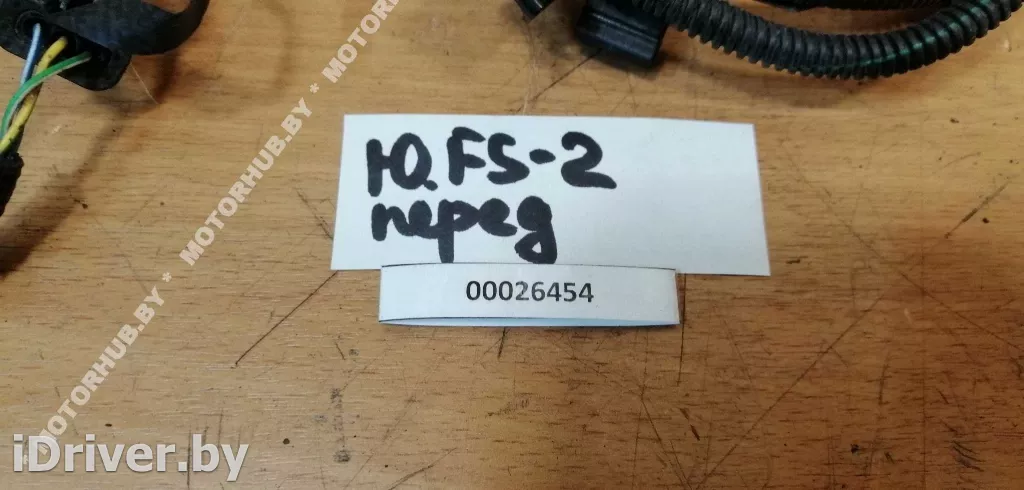 Ю.FS-2
перед
00026454
MOTORHUB.BY * MOTORHUB.BY * MOTORHUB.BY * MOTOR
iDriver.by